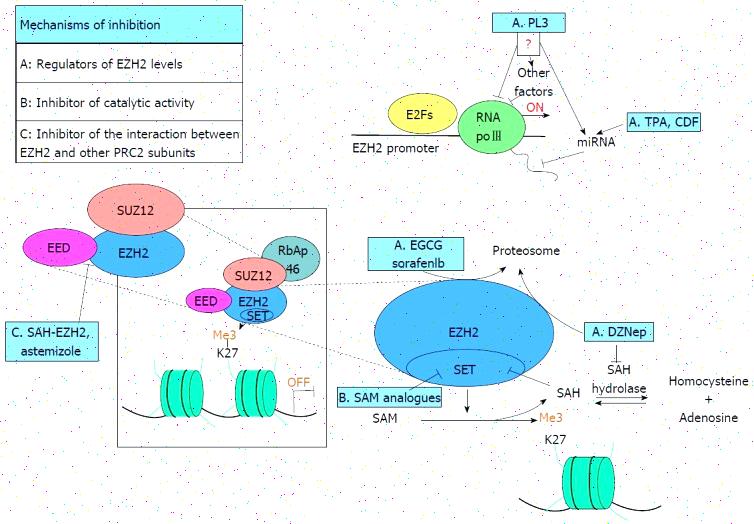 Mechanisms of inhibition
A: Regulators of EZH2 levels
B: Inhibitor of catalytic activity
C: Inhibitor of the interaction between
EZH2 and other PRC2 subunits
A. PL3
?
Other
factors
ON
E2Fs
RNA
po III
EZH2 promoter
miRNA
A. TPA, CDF
SUZ12
EED
EZH2
C. SAH-EZH2,
astemizole
RbAp
46
SUZ12
EED
EZH2
SET
Me3
K27
OFF
A. EGCG
sorafenlb
Proteosome
EZH2
SET
A. DZNep
SAH
hydrolase
B. SAM analogues
SAM
SAH
Me3
K27
Homocysteine
+
Adenosine